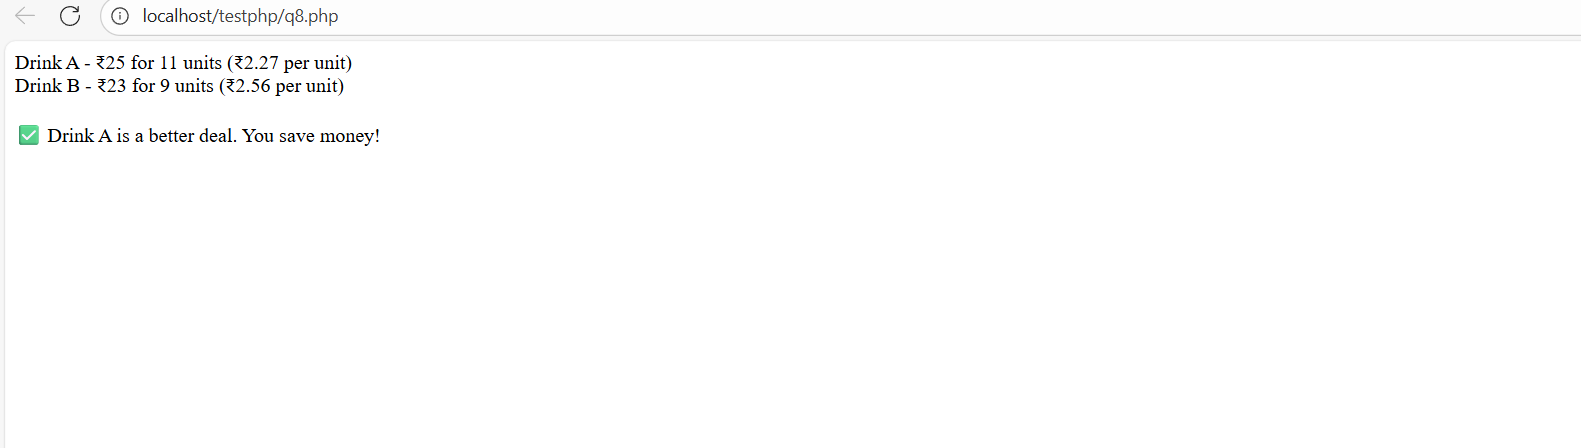 localhost/testphp/q8.php
Drink A - ₹25 for 11 units (₹2.27 per unit)
Drink B - ₹23 for 9 units (₹2.56 per unit)
✅ Drink A is a better deal. You save money!